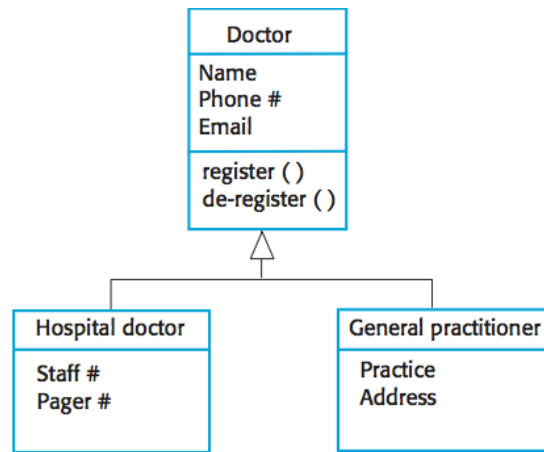 Doctor
Name
Phone #
Email
register ( )
de-register ( )
Hospital doctor
Staff #
Pager #
General practitioner
Practice
Address